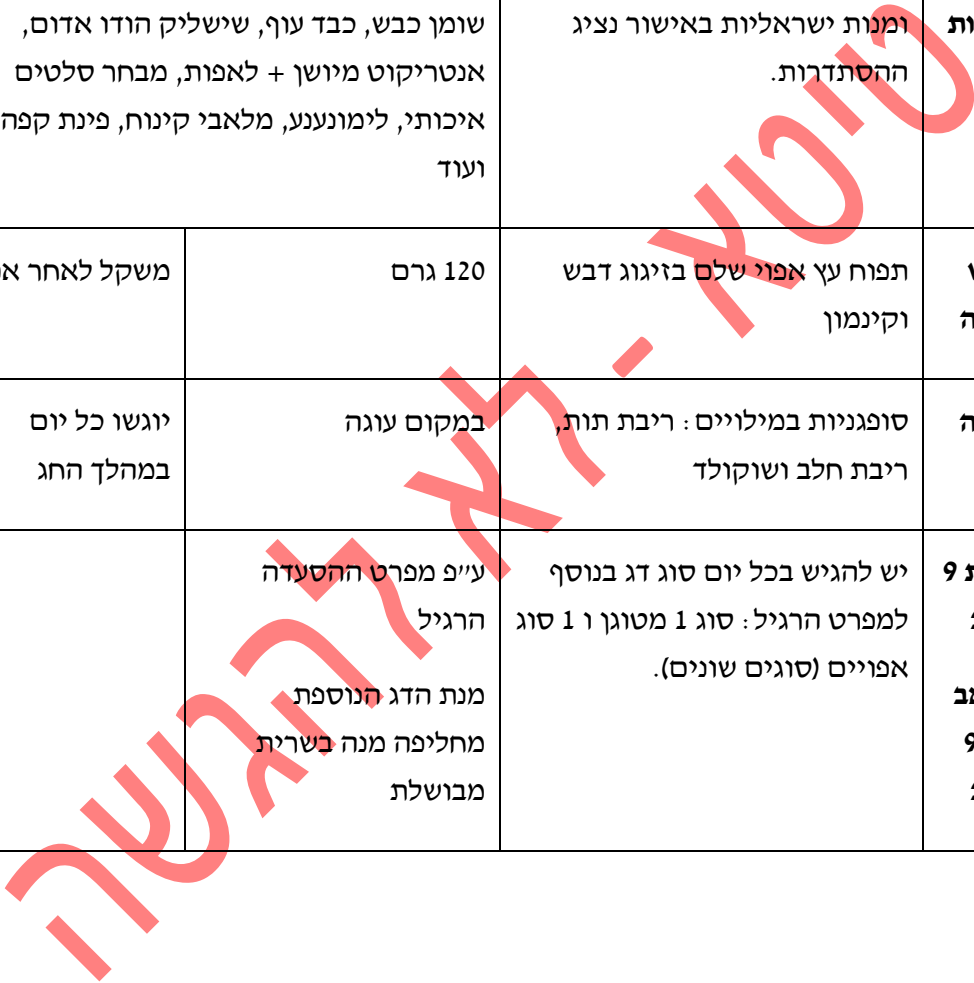 ומנות ישראליות באישור נציג
ההסתדרות.
שומן כבש, כבד עוף, שישליק הודו אדום,
אנטריקוט מיושן + לאפות, מבחר סלטים
איכותי, לימונענע, מלאבי קינוח, פינת קפה
ועוד
תפוח עץ אפוי שלם בזיגוג דבש
וקינמון
120 גרם
משקל לאחר
סופגניות במילויים : ריבת תות,
ריבת חלב ושוקולד
במקום עוגה
יוגשו כל יום
במהלך החג
9
יש להגיש בכל יום סוג דג בנוסף
למפרט הרגיל : סוג 1 מטוגן ו 1 סוג
אפויים (סוגים שונים).
ע״פ מפרט ההסעדה
הרגיל
מנת הדג הנוספת
מחליפה מנה בשרית
מבושלת
טיטא - לא להגשה